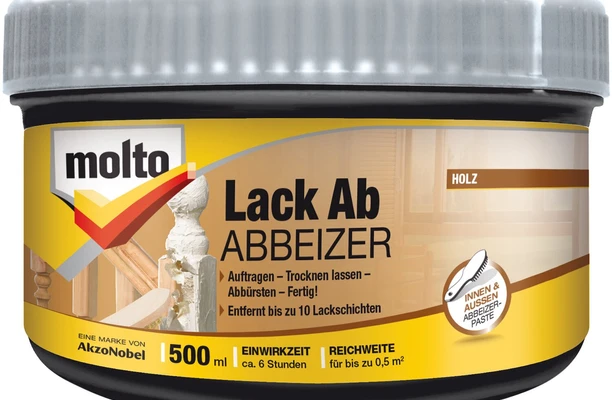 molto
HOLZ
Lack Ab
ABBEIZER
Auftragen – Trocknen lassen –
Abbürsten – Fertig!
Entfernt bis zu 10 Lackschichten
INNEN &
AUSSEN
ABBEIZER-
PASTE
EINE MARKE VON
AkzoNobel
500 ml
EINWIRKZEIT
ca. 6 Stunden
REICHWEITE
für bis zu 0,5 m²